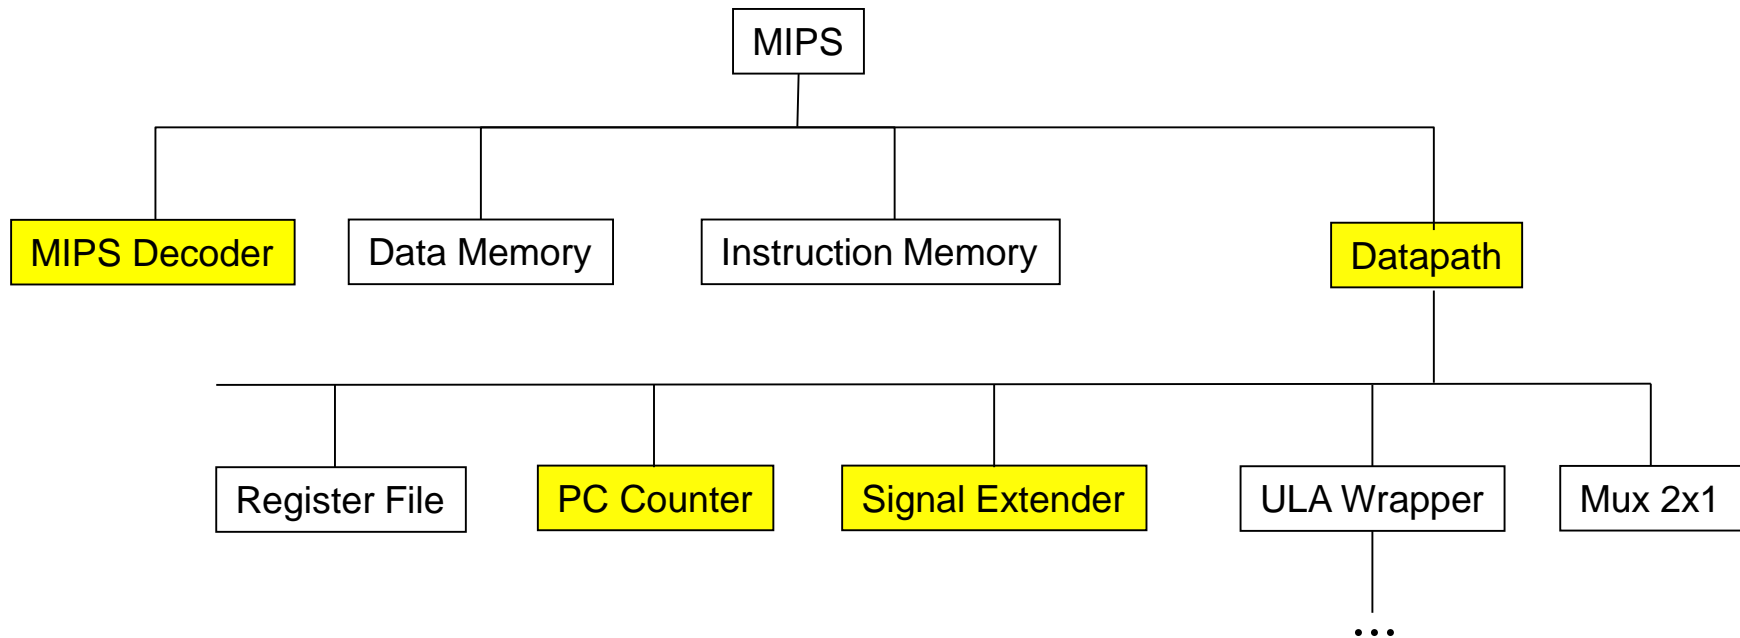 MIPS
MIPS Decoder
Data Memory
Instruction Memory
Datapath
Register File
PC Counter
Signal Extender
ULA Wrapper
Mux 2x1
...